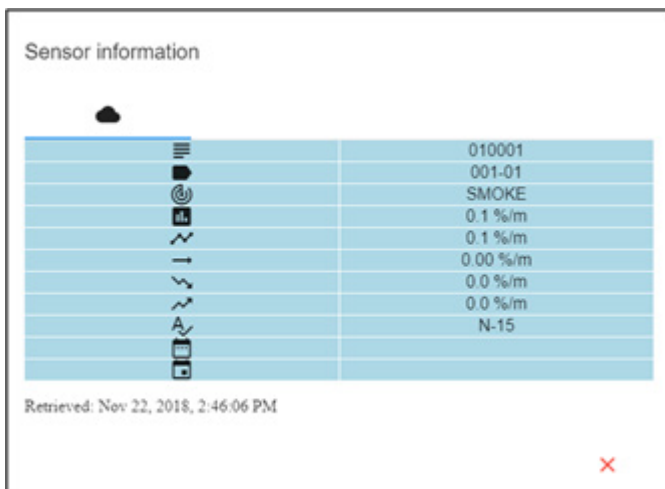 Sensor information
010001
001-01
SMOKE
0.1 %/m
0.1 %/m
0.00 %/m
0.0 %/m
0.0 %/m
N-15
Retrieved: Nov 22, 2018, 2:46:06 PM